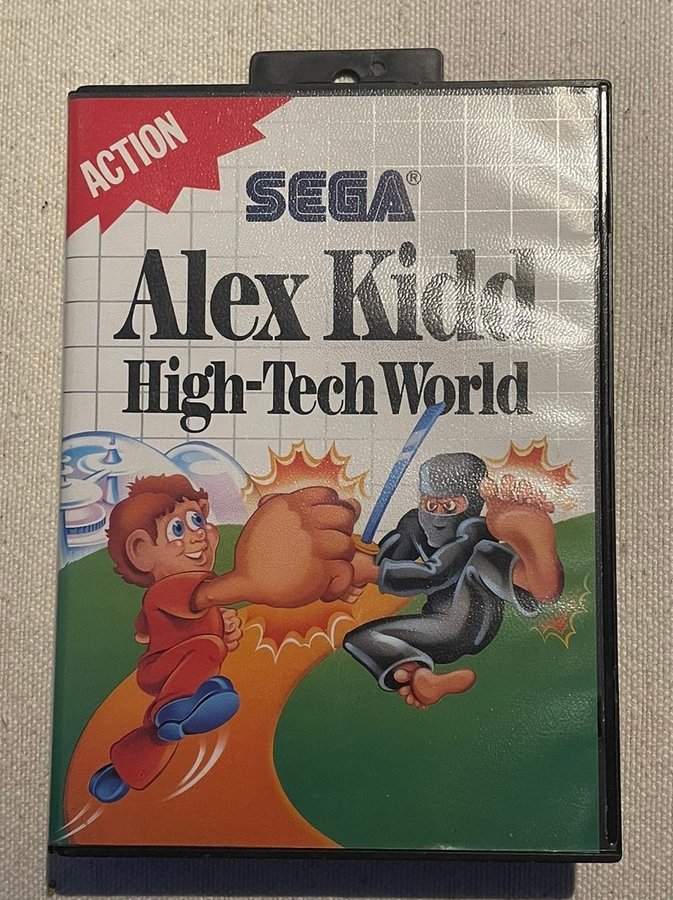 ACTION
SEGA®
Alex Kidd
High-Tech World